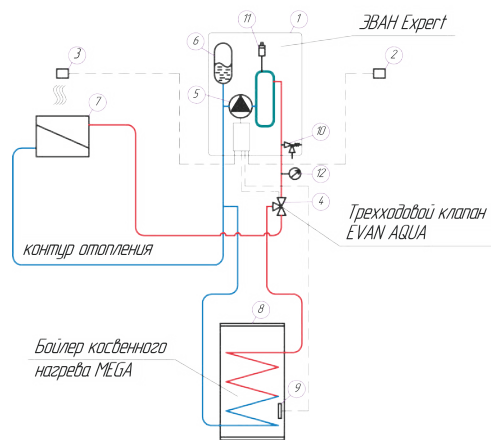 11
1
ЭВАН Expert
6
3
2
5
7
10
12
4
Трехходовой клапан
EVAN AQUA
контур отопления
8
Бойлер косвенного
нагрева MEGA
9